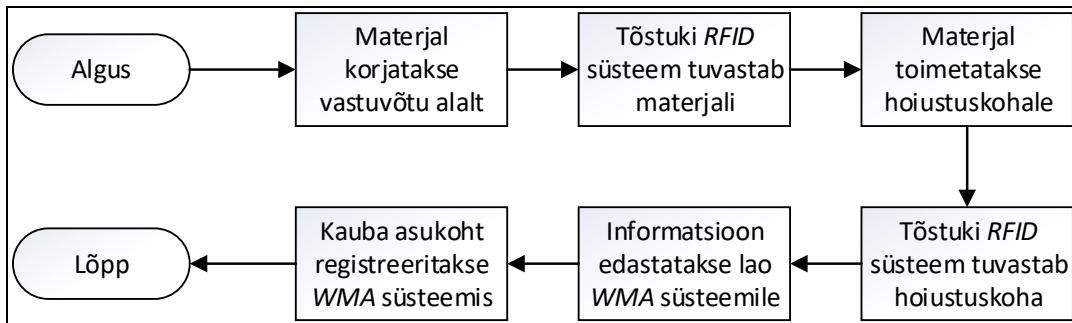 Algus
Materjal
korjatakse
vastuvõtu alalt
Tõstuki RFID
süsteem tuvastab
materjali
Materjal
toimetatakse
hoiustuskohale
Tõstuki RFID
süsteem tuvastab
hoiustuskoha
Informatsioon
edastatakse lao
WMA süsteemile
Kauba asukoht
registreeritakse
WMA süsteemis
Lõpp